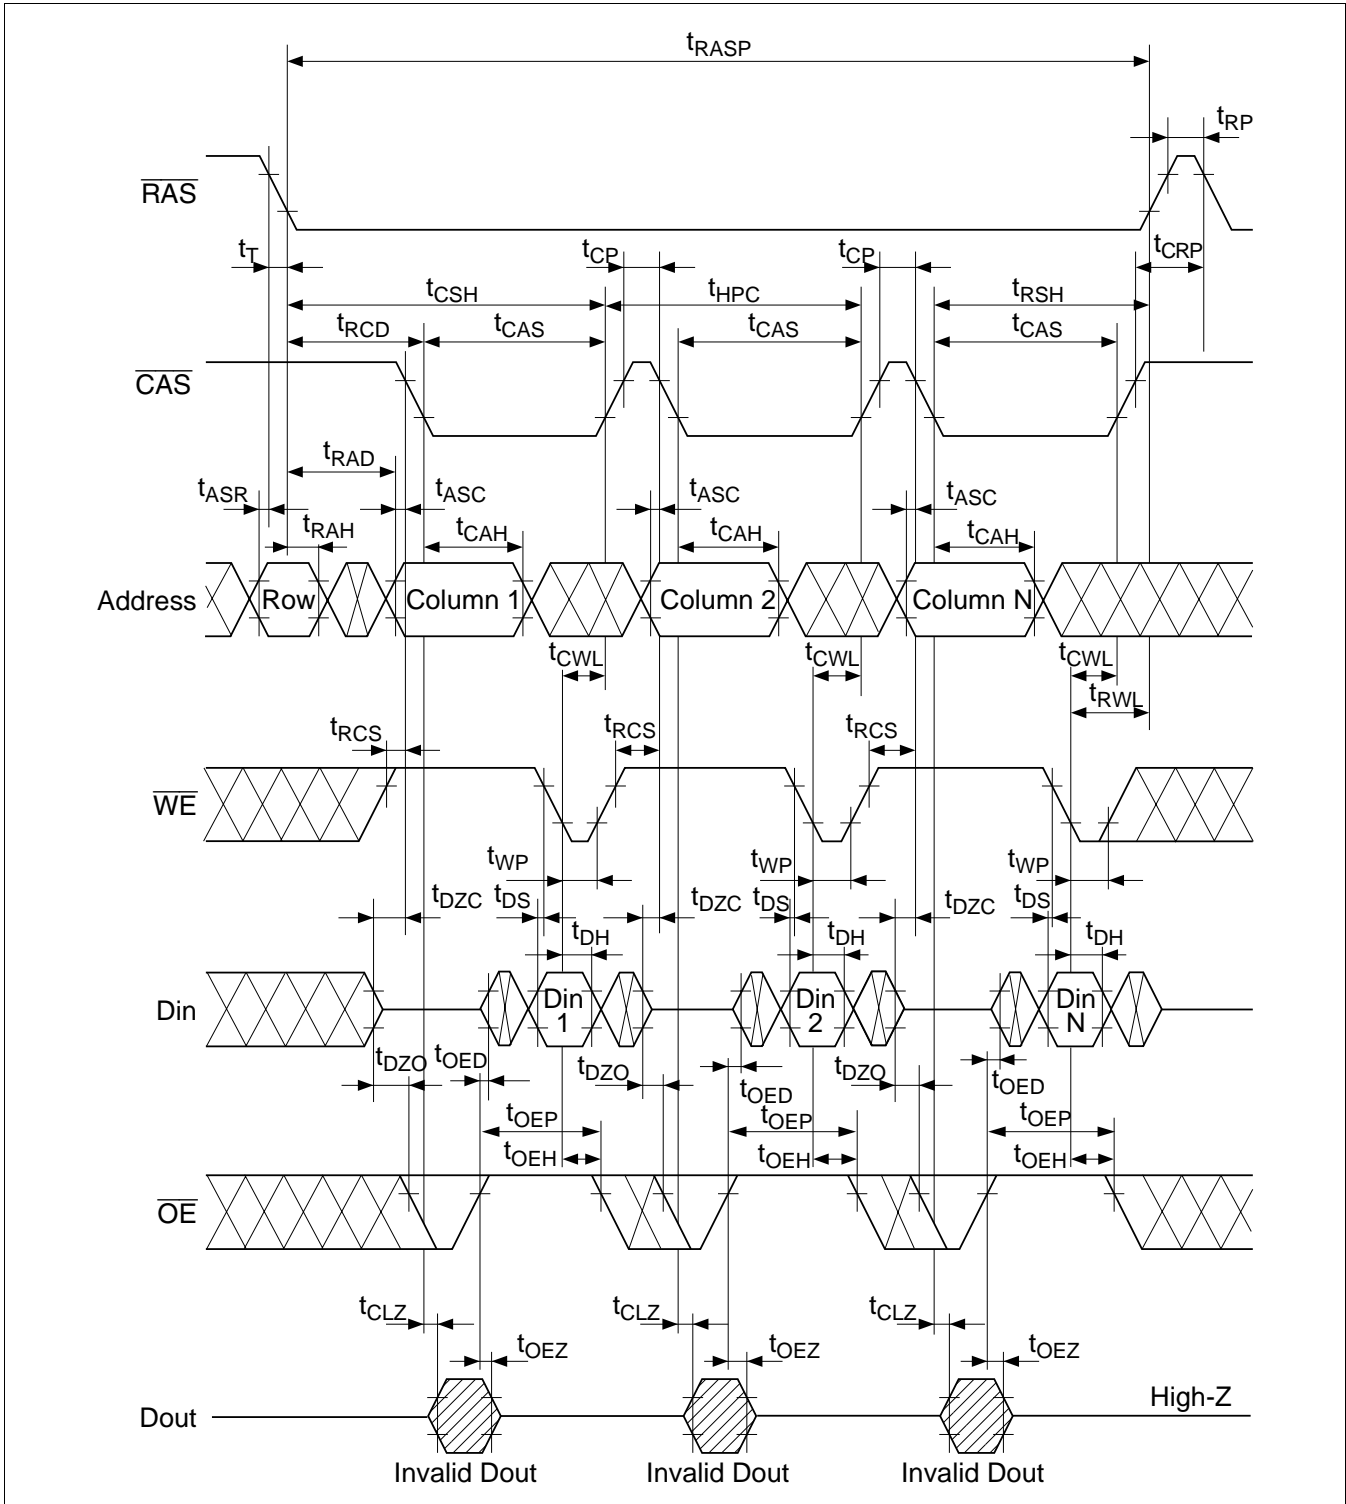 tRASP
tRP
RAS
tT tCP tCP tCRP
tCSH tHPC tRSH
tRCD tCAS tCAS tCAS
CAS
tRAD
tASR tASC tASC tASC
tRAH tCAH tCAH tCAH
Address Row Column 1 Column 2 Column N
tCWL tCWL tCWL
tRWL
tRCS tRCS tRCS
WE
tWP tWP tWP
tDZC tDS tDZC tDS tDZC tDS
tDH tDH tDH
Din Din 1 Din 2 Din N
tDZO tOED tDZO tOED tDZO tOED
tOEP tOEP tOEP
tOEH tOEH tOEH
OE
tCLZ tCLZ tCLZ
tOEZ tOEZ tOEZ
Dout High-Z
Invalid Dout Invalid Dout Invalid Dout